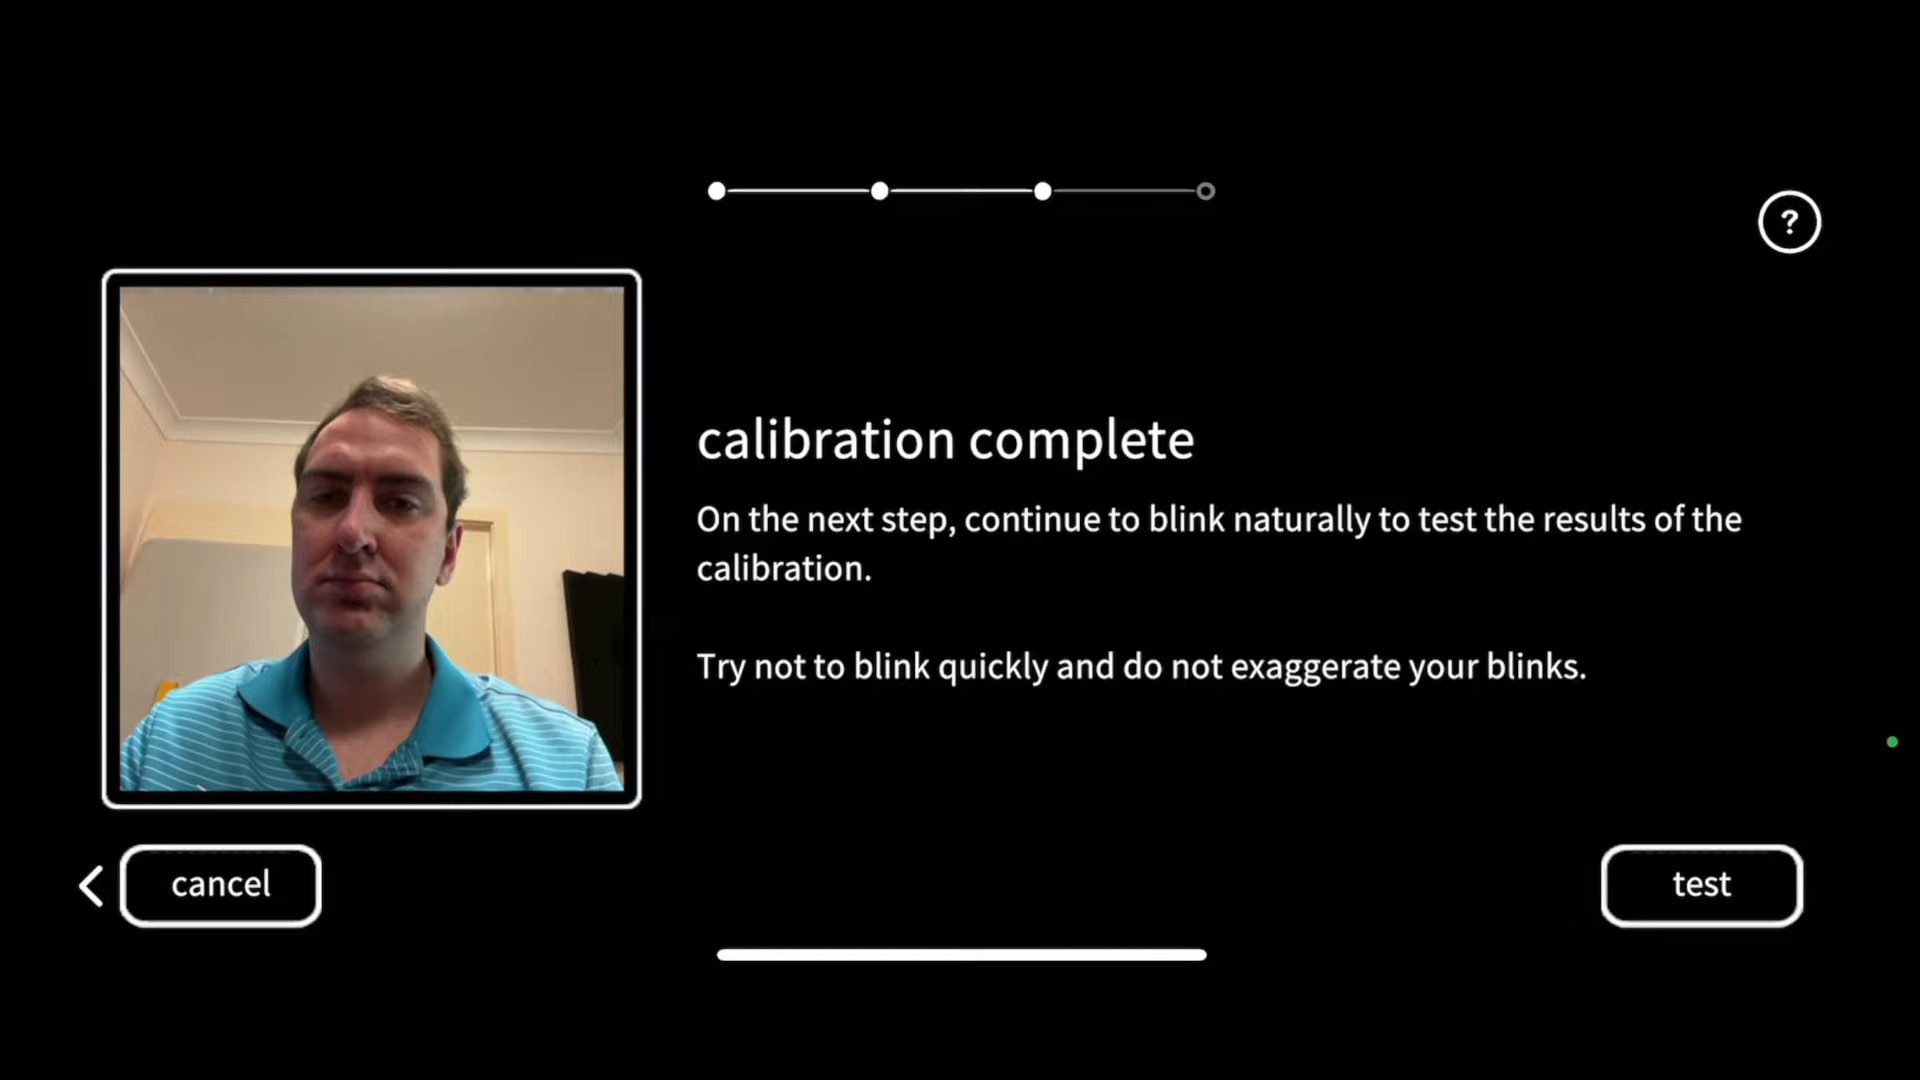 ?
calibration complete
On the next step, continue to blink naturally to test the results of the
calibration.
Try not to blink quickly and do not exaggerate your blinks.
cancel
test